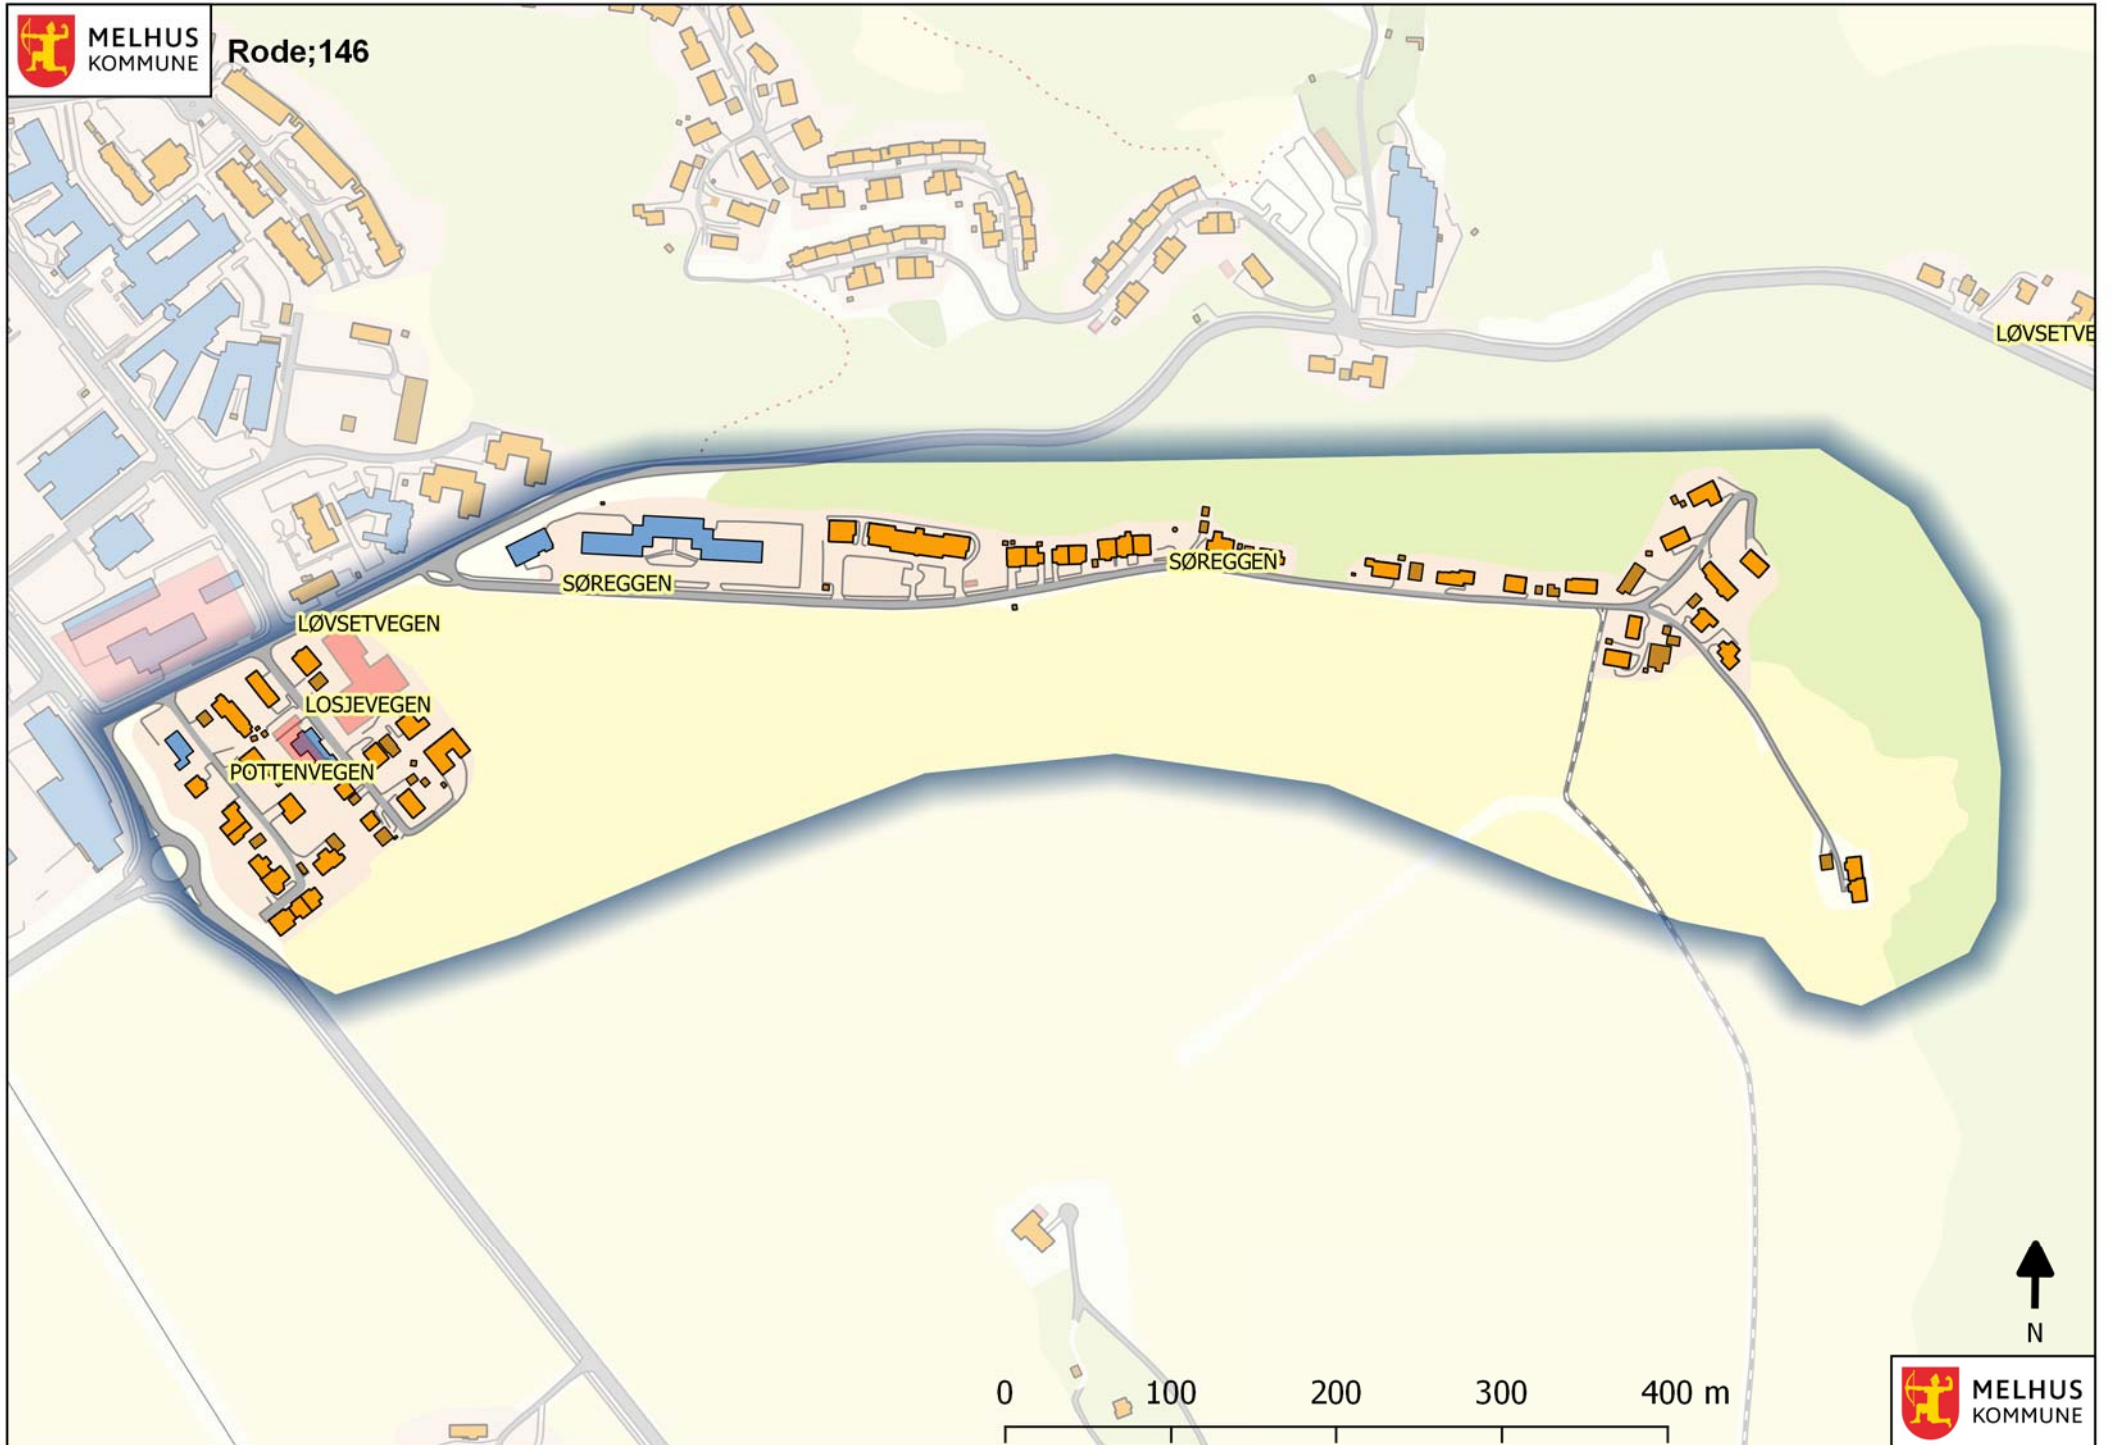 MELHUS
KOMMUNE
Rode;146
LØVSETVE
SØREGGEN
SØREGGEN
LØVSETVEGEN
LOSJEVEGEN
POTTENVEGEN
N
0 100 200 300 400 m
MELHUS
KOMMUNE